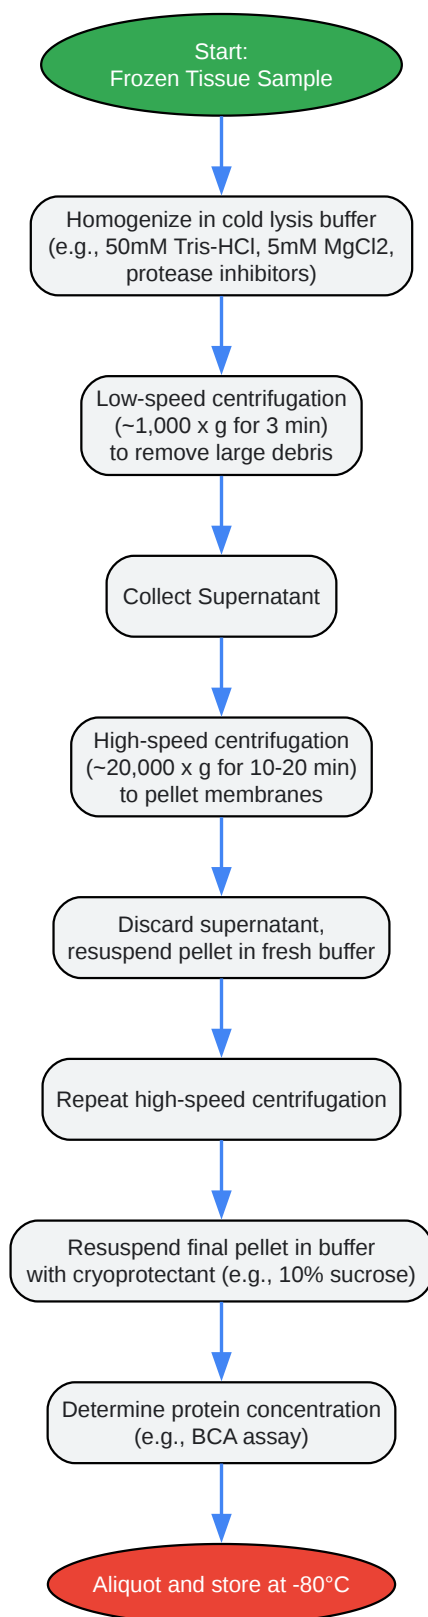 Start:
Frozen Tissue Sample
Homogenize in cold lysis buffer
(e.g., 50mM Tris-HCl, 5mM MgCl2,
protease inhibitors)
Low-speed centrifugation
(~1,000 x g for 3 min)
to remove large debris
Collect Supernatant
High-speed centrifugation
(~20,000 x g for 10-20 min)
to pellet membranes
Discard supernatant,
resuspend pellet in fresh buffer
Repeat high-speed centrifugation
Resuspend final pellet in buffer
with cryoprotectant (e.g., 10% sucrose)
Determine protein concentration
(e.g., BCA assay)
Aliquot and store at -80°C